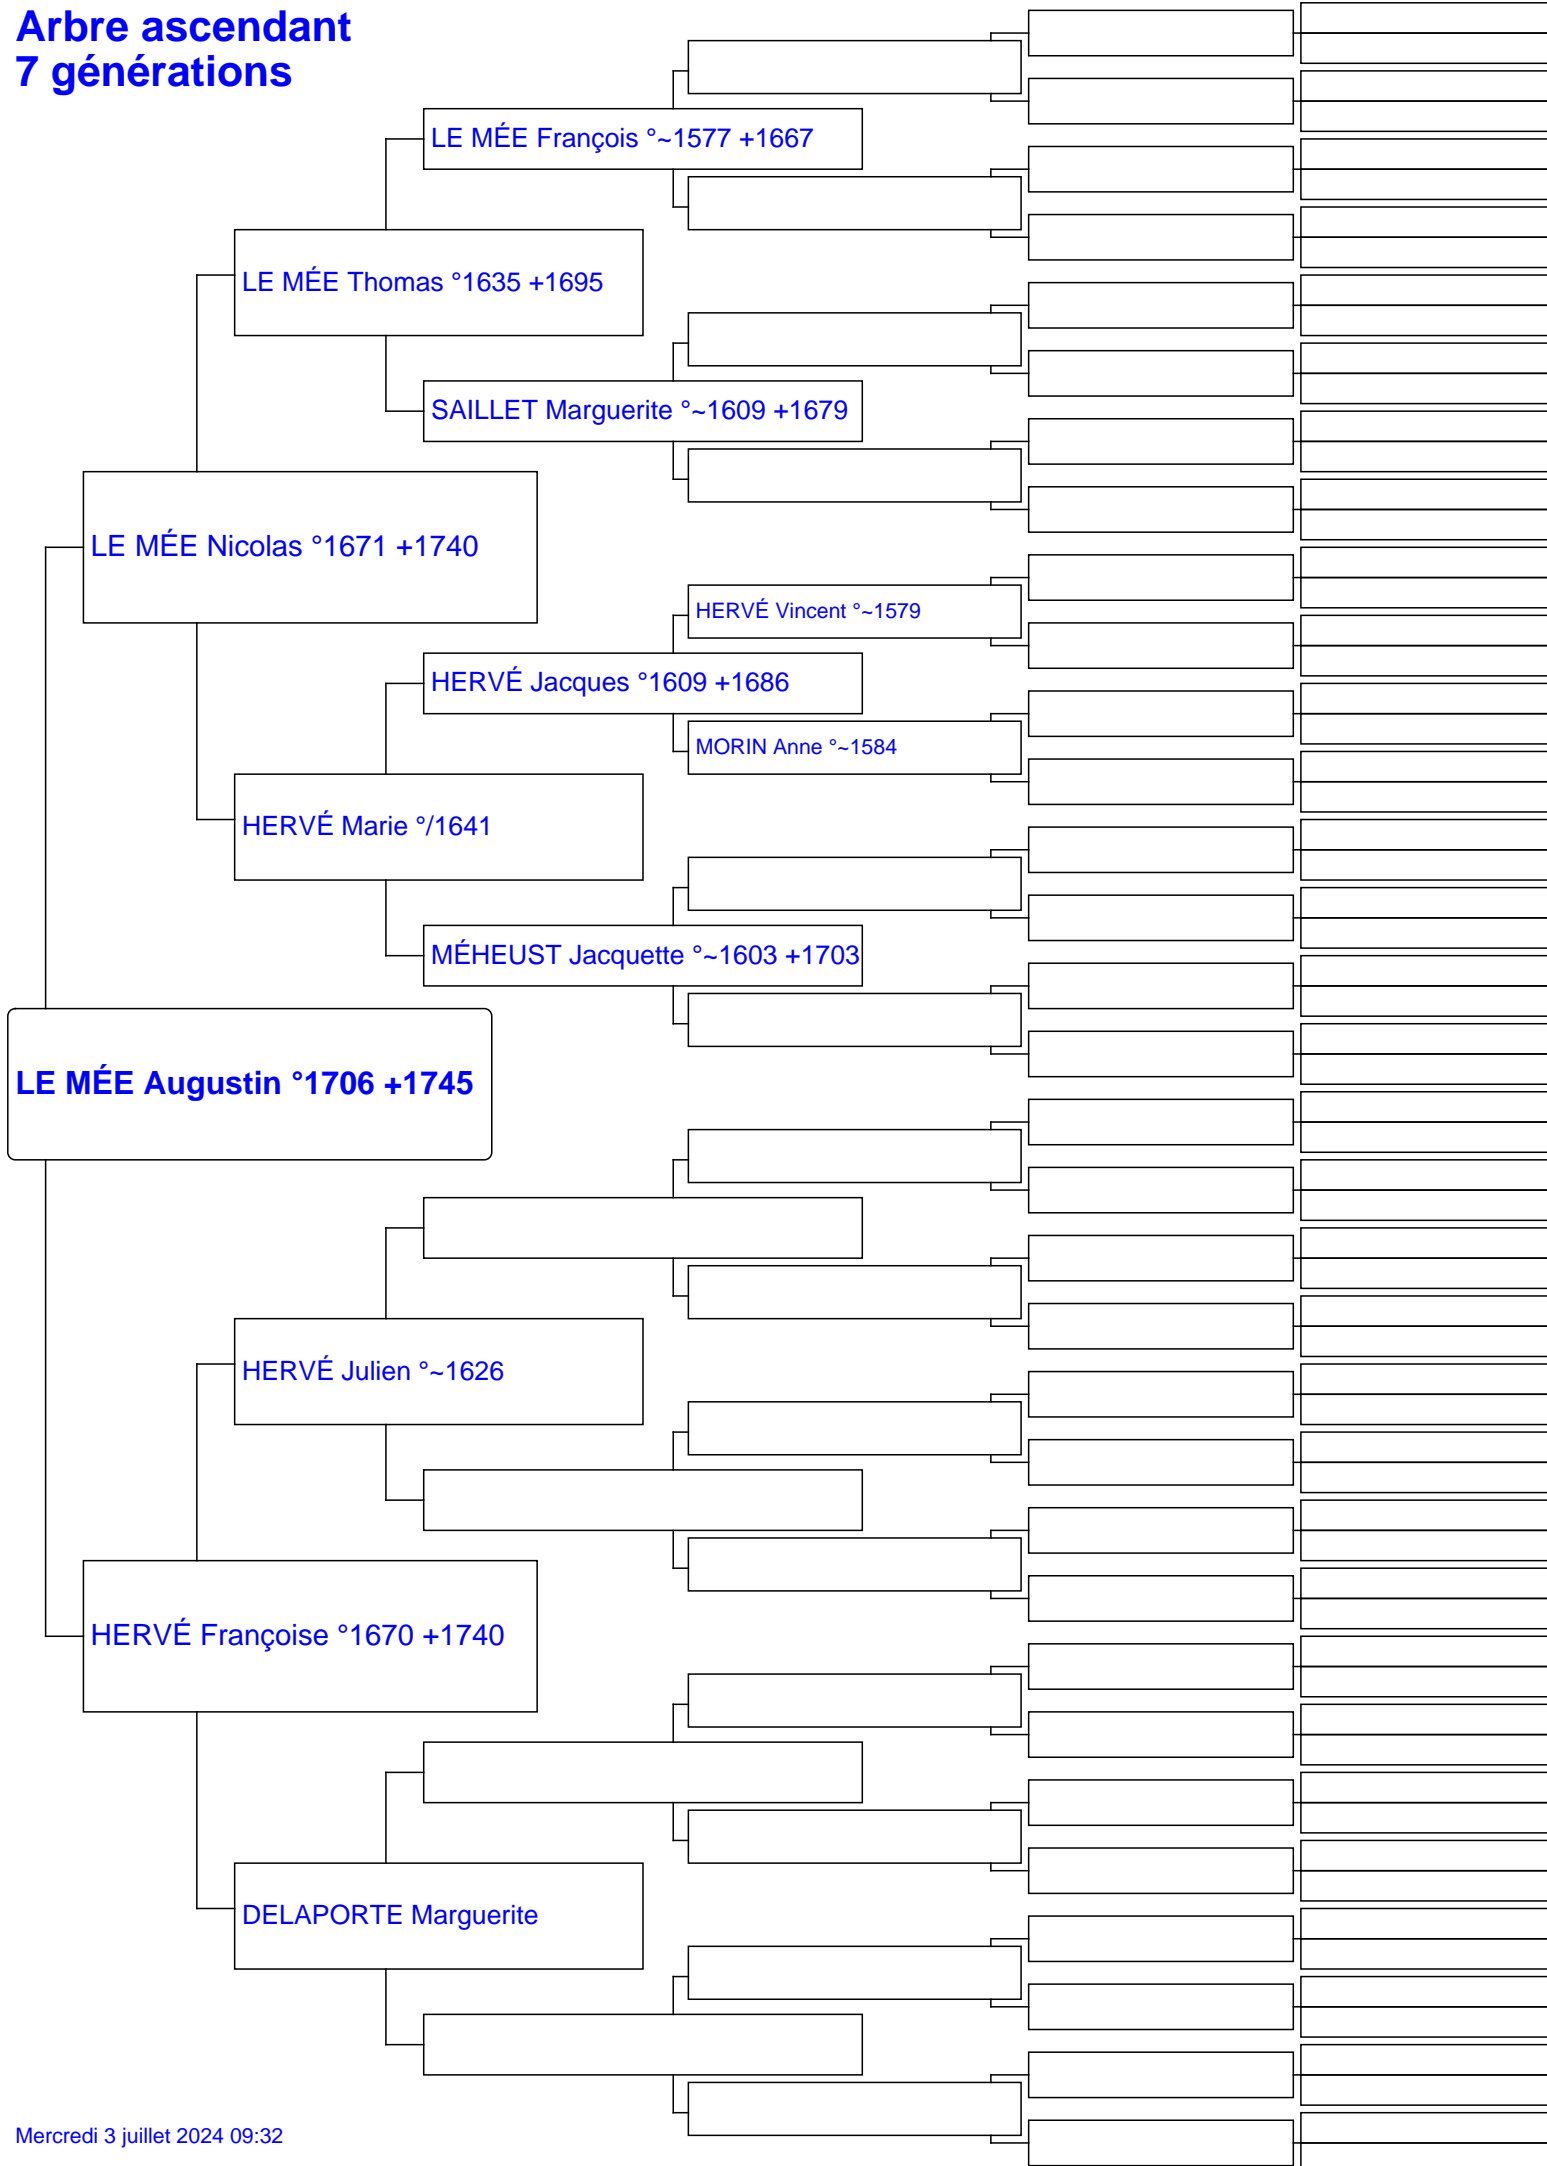 Arbre ascendant
7 générations
LE MÉE François °~1577 +1667
LE MÉE Thomas °1635 +1695
SAILLET Marguerite °~1609 +1679
LE MÉE Nicolas °1671 +1740
HERVÉ Vincent °~1579
HERVÉ Jacques °1609 +1686
MORIN Anne °~1584
HERVÉ Marie °/1641
MÉHEUST Jacquette °~1603 +1703
LE MÉE Augustin °1706 +1745
HERVÉ Julien °~1626
HERVÉ Françoise °1670 +1740
DELAPORTE Marguerite
Mercredi 3 juillet 2024 09:32